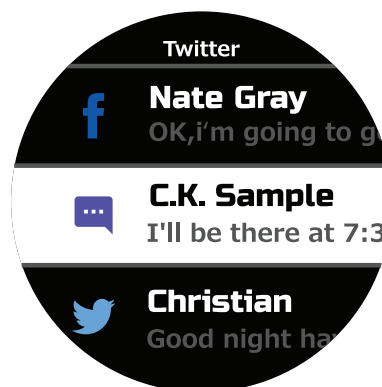 Twitter
Nate Gray
OK,i'm going to g
C.K. Sample
I'll be there at 7:3
Christian
Good night ha